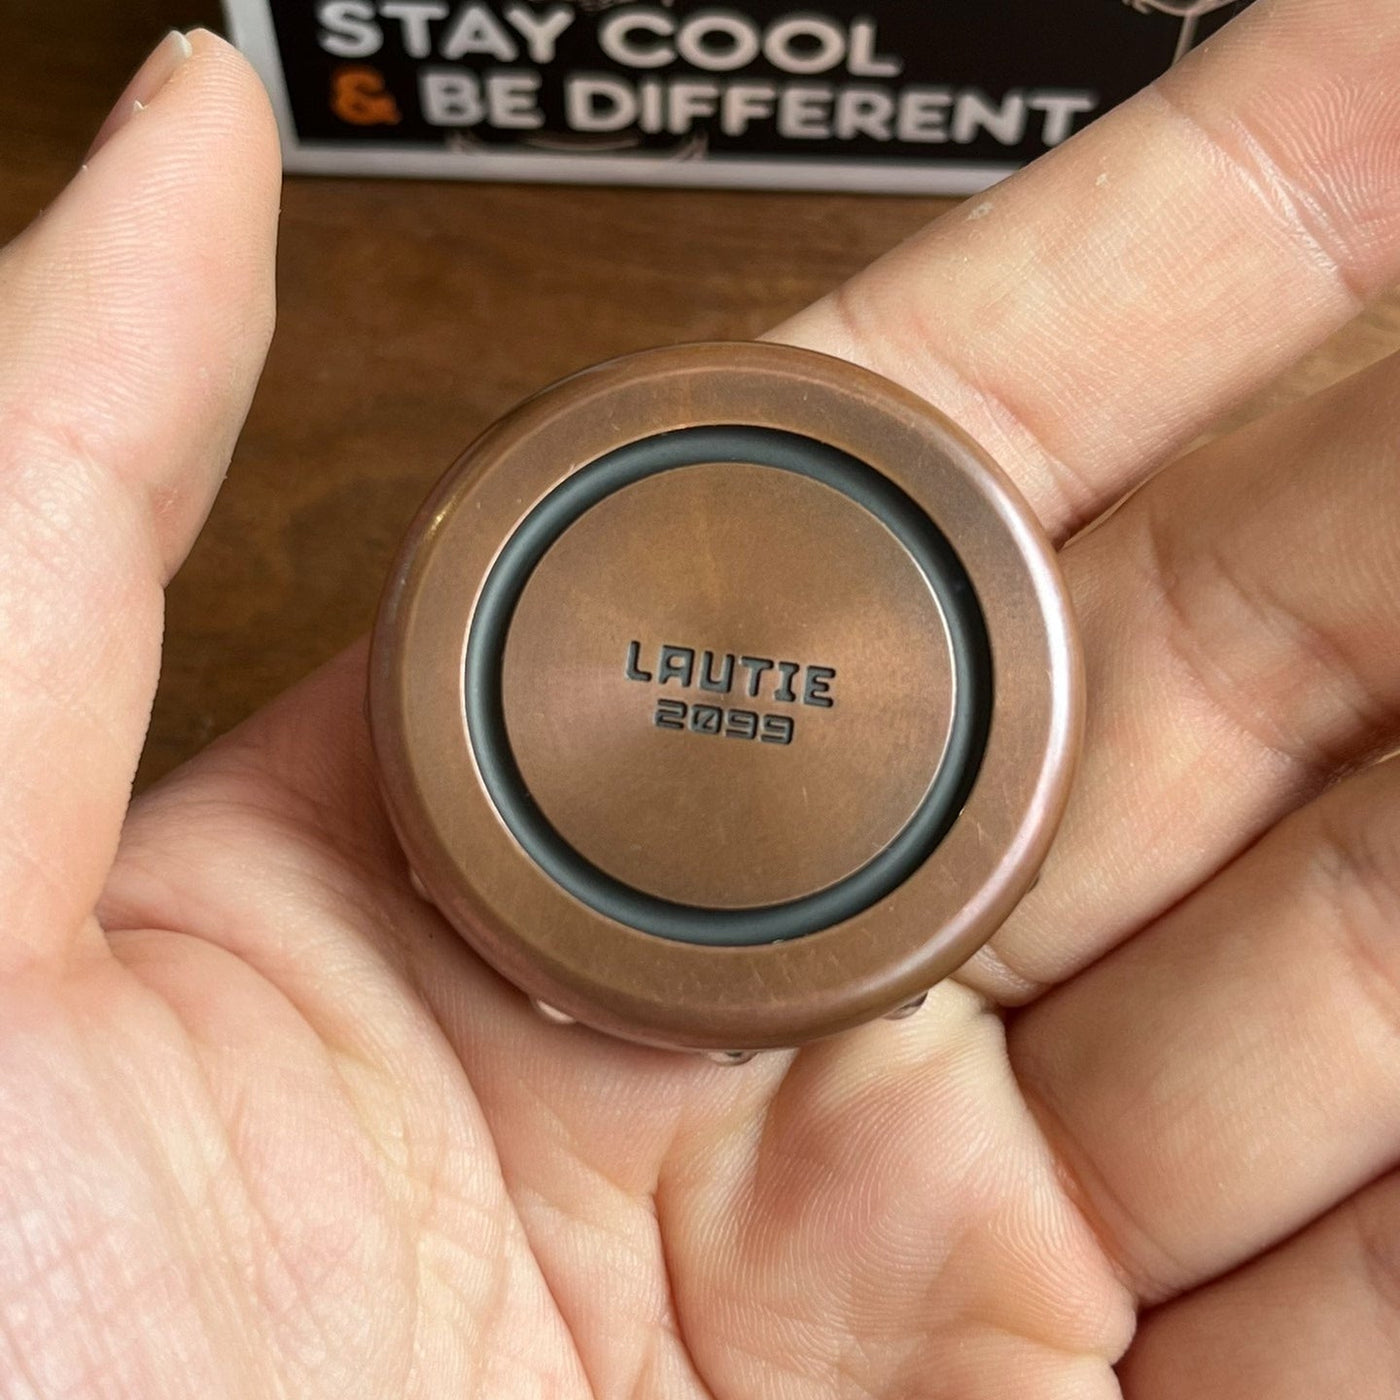 STAY COOL
& BE DIFFERENT
LAUTIE
2099